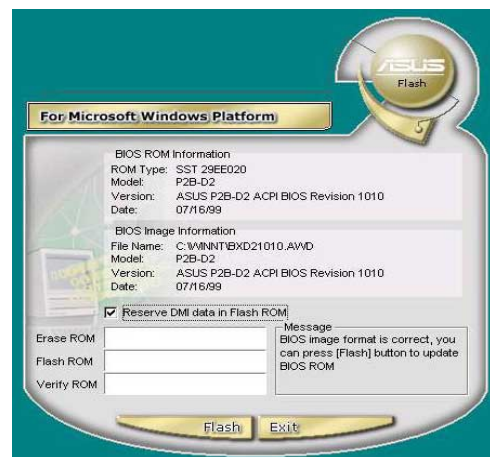 ASUS
Flash
For Microsoft Windows Platform
BIOS ROM Information
ROM Type: SST 29EE020
Model: P2B-D2
Version: ASUS P2B-D2 ACPI BIOS Revision 1010
Date: 07/16/99
BIOS Image Information
File Name: C:\WINNT\BXD21010.AWD
Model: P2B-D2
Version: ASUS P2B-D2 ACPI BIOS Revision 1010
Date: 07/16/99
Reserve DMI data in Flash ROM
Erase ROM
Flash ROM
Verify ROM
Message
BIOS image format is correct, you
can press [Flash] button to update
BIOS ROM
Flash
Exit